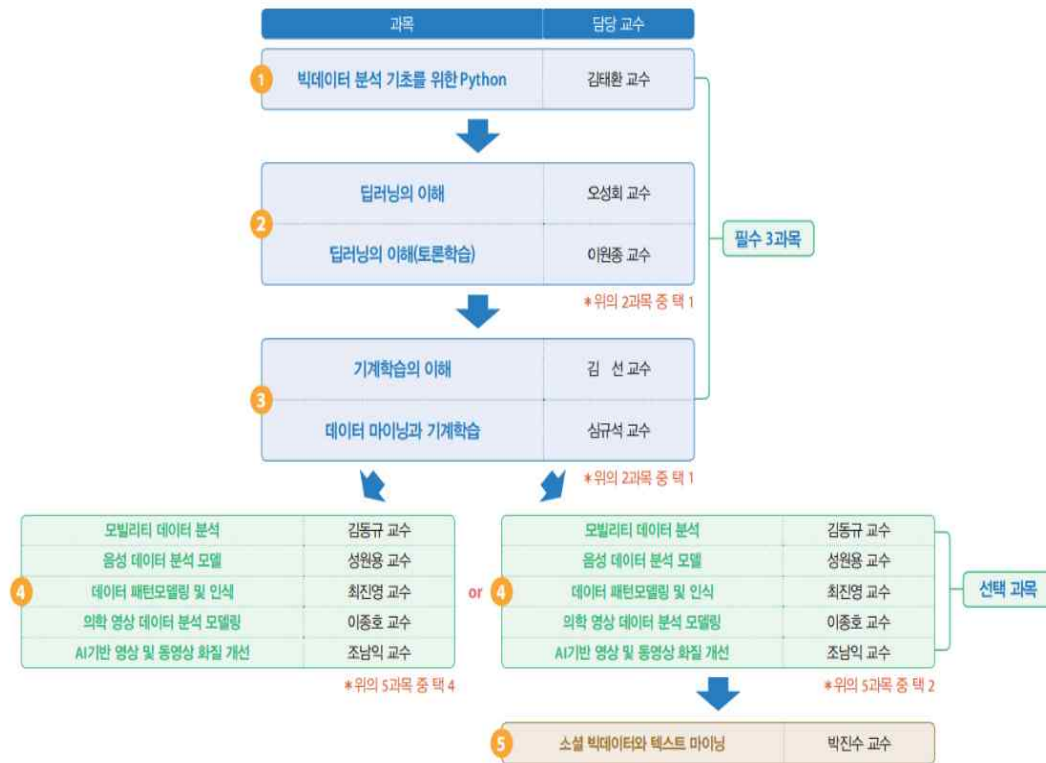 과목 담당 교수
1 빅데이터 분석 기초를 위한 Python 김태환 교수
딥러닝의 이해 오성회 교수
2
딥러닝의 이해(토론학습) 이원종 교수
필수 3과목
*위의 2과목 중 택 1
기계학습의 이해 김 선 교수
3
데이터 마이닝과 기계학습 심규석 교수
*위의 2과목 중 택 1
모빌리티 데이터 분석 김동규 교수
음성 데이터 분석 모델 성원용 교수
4 데이터 패턴모델링 및 인식 최진영 교수
의학 영상 데이터 분석 모델링 이종호 교수
AI기반 영상 및 동영상 화질 개선 조남익 교수
*위의 5과목 중 택 4
or
모빌리티 데이터 분석 김동규 교수
음성 데이터 분석 모델 성원용 교수
4 데이터 패턴모델링 및 인식 최진영 교수
의학 영상 데이터 분석 모델링 이종호 교수
AI기반 영상 및 동영상 화질 개선 조남익 교수
선택 과목
*위의 5과목 중 택 2
5 소셜 빅데이터와 텍스트 마이닝 박진수 교수